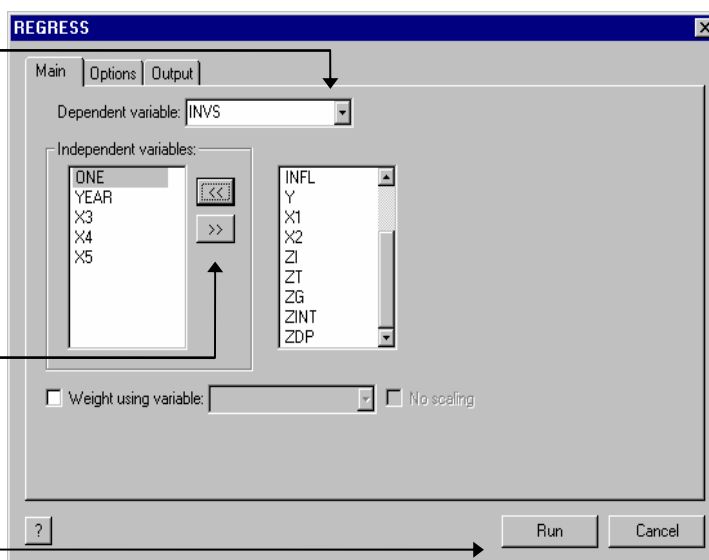 REGRESS
Main Options Output
Dependent variable: INVS
Independent variables:
ONE
YEAR
X3
X4
X5
<<
>>
INFL
Y
X1
X2
ZI
ZT
ZG
ZINT
ZDP
Weight using variable:
No scaling
?
Run
Cancel